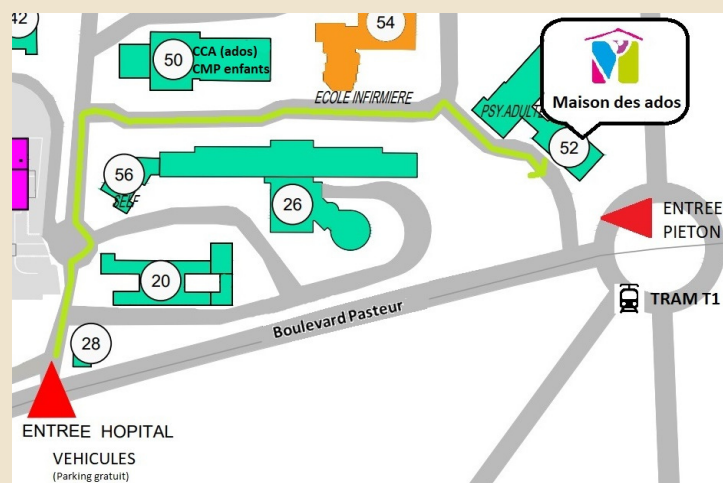 42
54
50
CCA (ados)
CMP enfants
ECOLE INFIRMIERE
Maison des ados
PSY.ADULTE
52
56
SELF
26
ENTREE
PIETON
20
TRAM T1
Boulevard Pasteur
28
ENTREE HOPITAL
VEHICULES
(Parking gratuit)